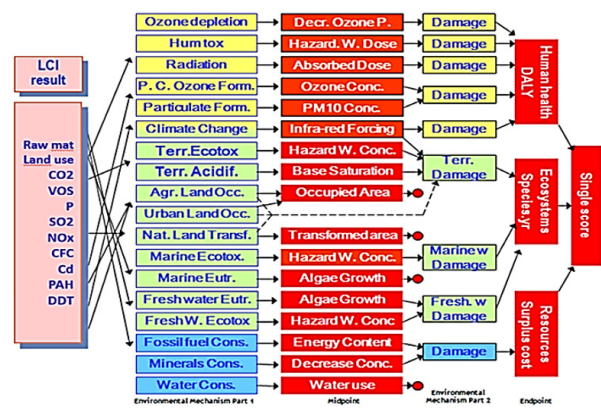 LCI
result
Raw mat
Land use
CO2
VOS
P
SO2
NOx
CFC
Cd
PAH
DDT
Ozone depletion
Hum tox
Radiation
P. C. Ozone Form.
Particulate Form.
Climate Change
Terr. Ecotox
Terr. Acidif.
Agr. Land Occ.
Urban Land Occ.
Nat. Land Transf.
Marine Ecotox.
Marine Eutr.
Freshwater Eutr.
Fresh W. Ecotox
Fossil fuel Cons.
Minerals Cons.
Water Cons.
Environmental Mechanism Part 1
Decr. Ozone P.
Hazard. W. Dose
Absorbed Dose
Ozone Conc.
PM10 Conc.
Infra-red Forcing
Hazard W. Conc.
Base Saturation
Occupied Area
Transformed area
Hazard W. Conc.
Algae Growth
Algae Growth
Hazard W. Conc
Energy Content
Decrease Conc.
Water use
Midpoint
Damage
Damage
Damage
Damage
Damage
Terr.
Damage
Marine w
Damage
Fresh. w
Damage
Damage
Environmental
Mechanism Part 2
Human health
DALY
Ecosystems
Species.yr
Resources
Surplus cost
Single score
Endpoint